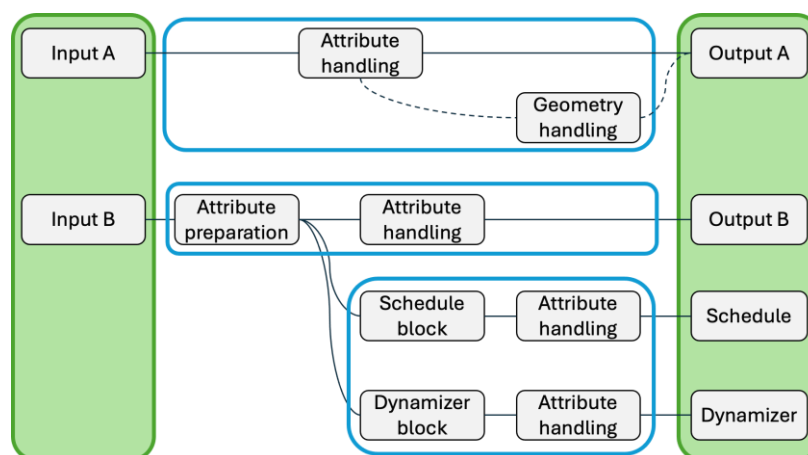 Input A
Attribute
handling
Output A
Geometry
handling
Input B
Attribute
preparation
Attribute
handling
Output B
Schedule
block
Attribute
handling
Schedule
Dynamizer
block
Attribute
handling
Dynamizer